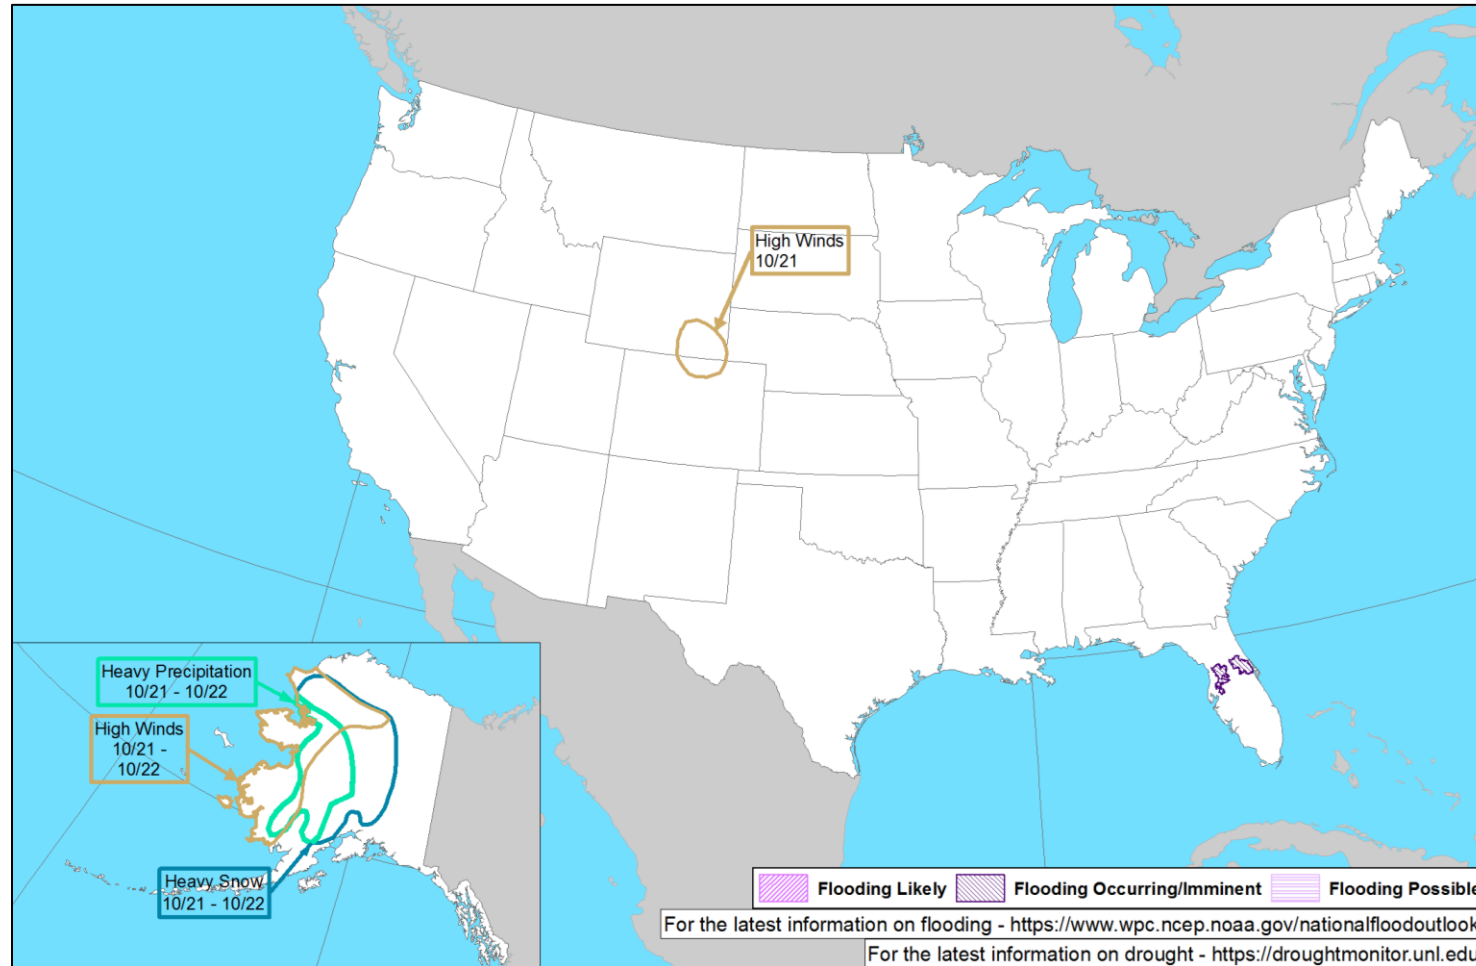 High Winds
10/21
Heavy Precipitation
10/21 - 10/22
High Winds
10/21 -
10/22
Heavy Snow
10/21 - 10/22
Flooding Likely Flooding Occurring/Imminent Flooding Possible
For the latest information on flooding - https://www.wpc.ncep.noaa.gov/nationalfloodoutlook
For the latest information on drought - https://droughtmonitor.unl.edu